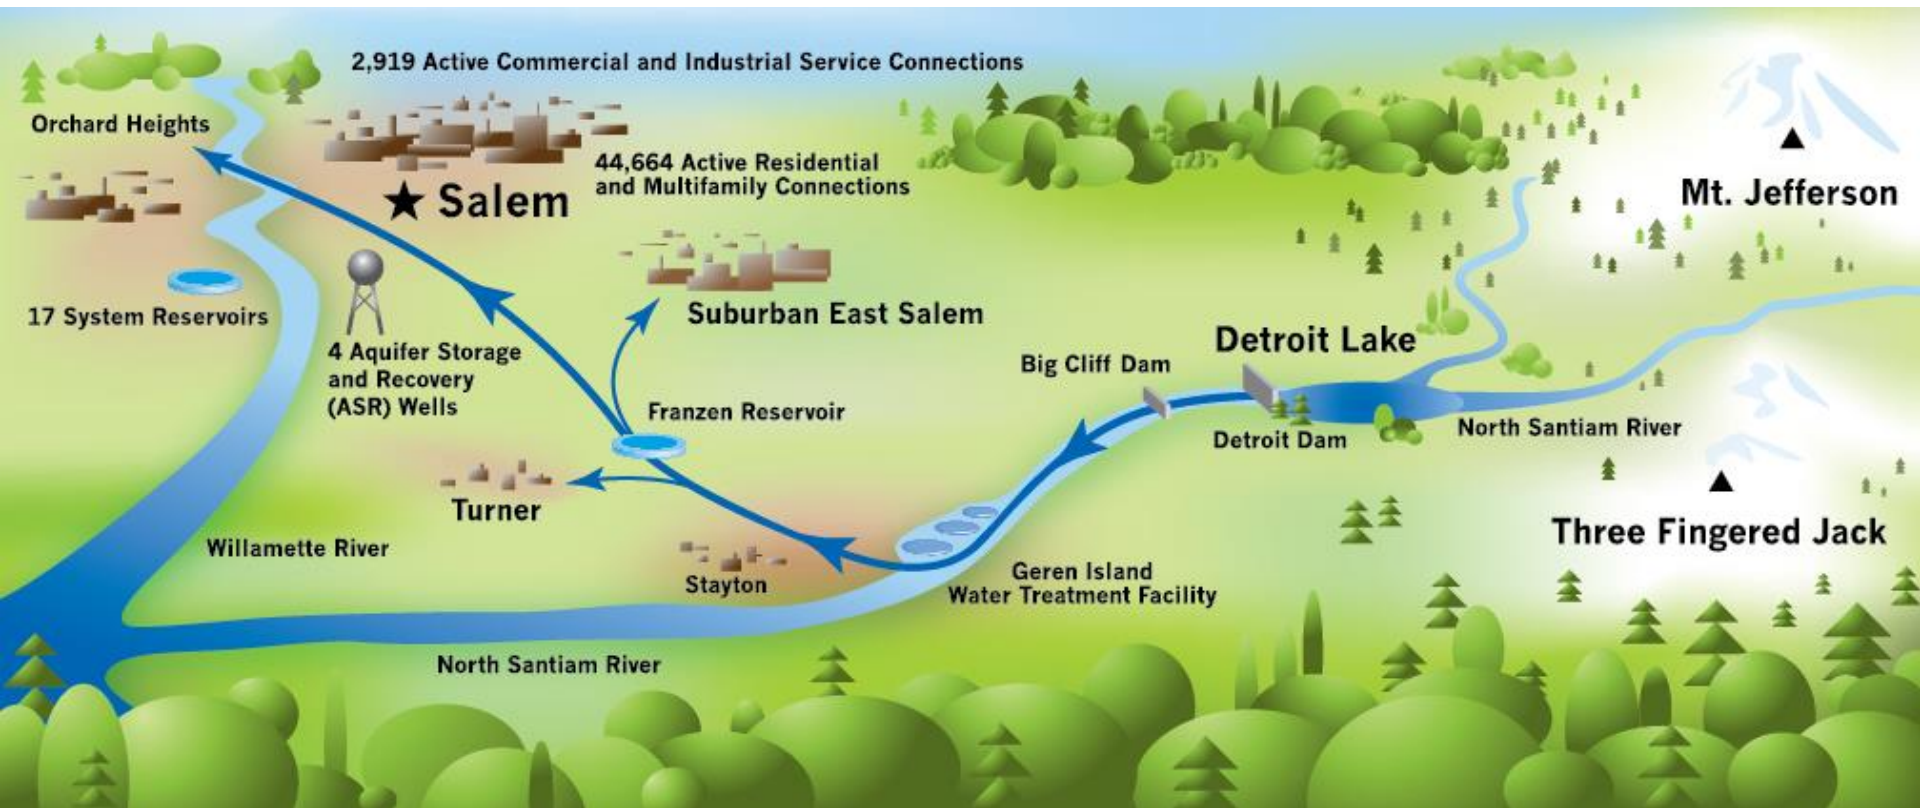 2,919 Active Commercial and Industrial Service Connections
Orchard Heights
44,664 Active Residential
and Multifamily Connections
Salem
Mt. Jefferson
17 System Reservoirs
Suburban East Salem
4 Aquifer Storage
and Recovery
(ASR) Wells
Detroit Lake
Big Cliff Dam
Franzen Reservoir
Detroit Dam
North Santiam River
Turner
Three Fingered Jack
Willamette River
Stayton
Geren Island
Water Treatment Facility
North Santiam River